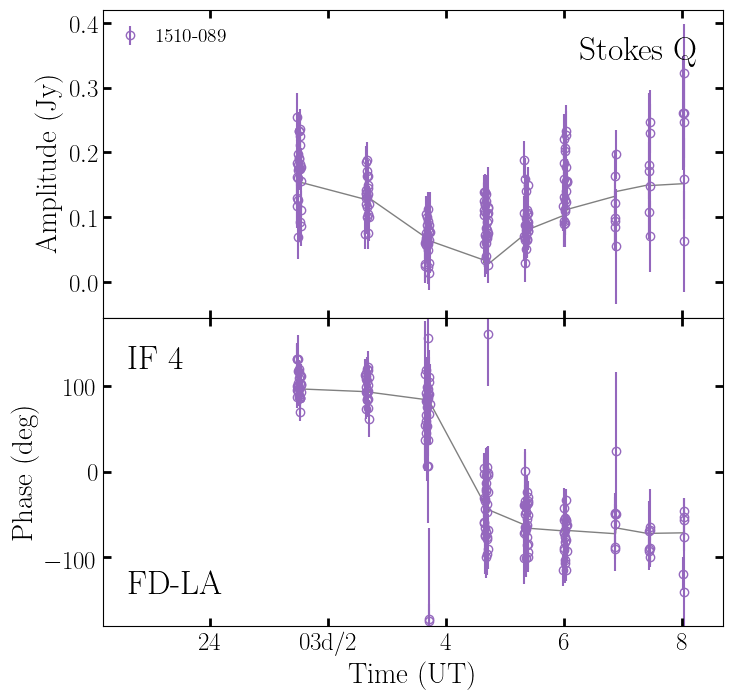 0.4
1510-089
Stokes Q
0.3
0.2
0.1
0.0
Amplitude (Jy)
IF 4
100
0
−100
Phase (deg)
FD-LA
24 03d/2 4 6 8
Time (UT)